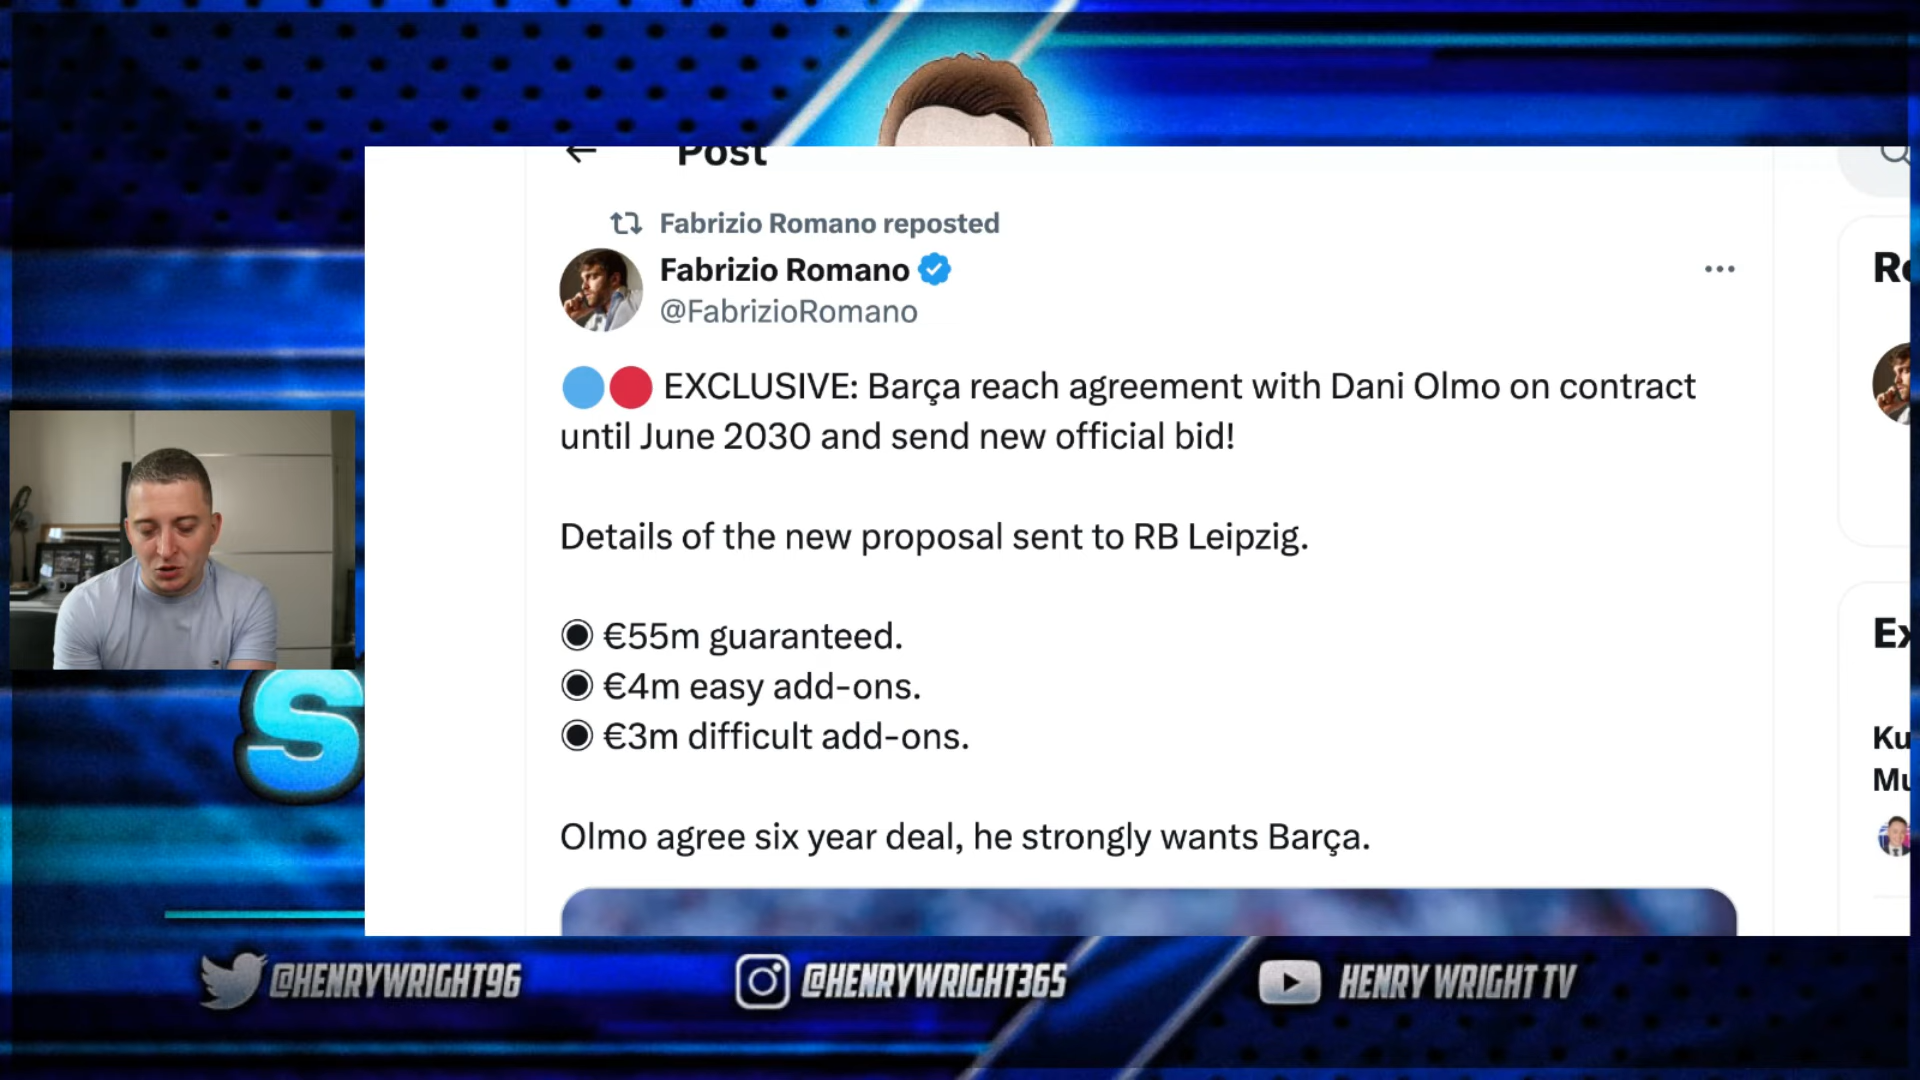 Post
Fabrizio Romano reposted
Fabrizio Romano
@FabrizioRomano
EXCLUSIVE: Barça reach agreement with Dani Olmo on contract
until June 2030 and send new official bid!
Details of the new proposal sent to RB Leipzig.
◉ €55m guaranteed.
◉ €4m easy add-ons.
◉ €3m difficult add-ons.
Olmo agree six year deal, he strongly wants Barça.
S
@HENRYWRIGHT96
@HENRYWRIGHT365
HENRY WRIGHT TV